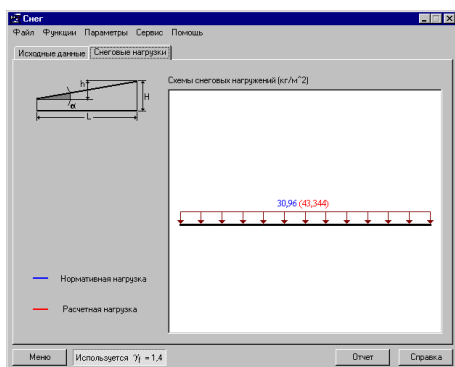 Снег
Файл Функции Параметры Сервис Помощь
Исходные данные Снеговые нагрузки
Схемы снеговых нагружений (кг/м^2)
h
H
α
L
30,96 (43,344)
Нормативная нагрузка
Расчетная нагрузка
Меню Используется γf = 1,4 Отчет Справка